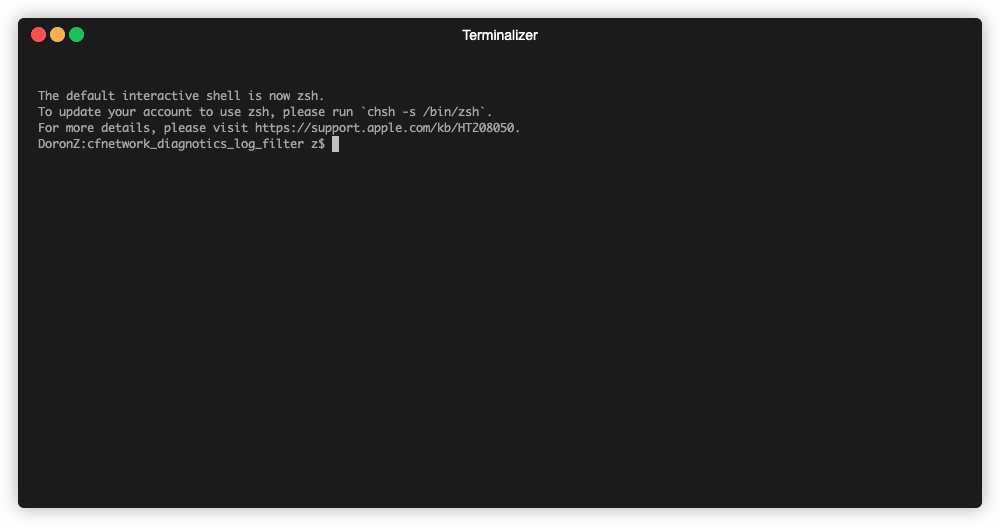 Terminalizer
The default interactive shell is now zsh.
To update your account to use zsh, please run `chsh -s /bin/zsh`.
For more details, please visit https://support.apple.com/kb/HT208050.
DoronZ:cfnetwork_diagnotics_log_filter z$